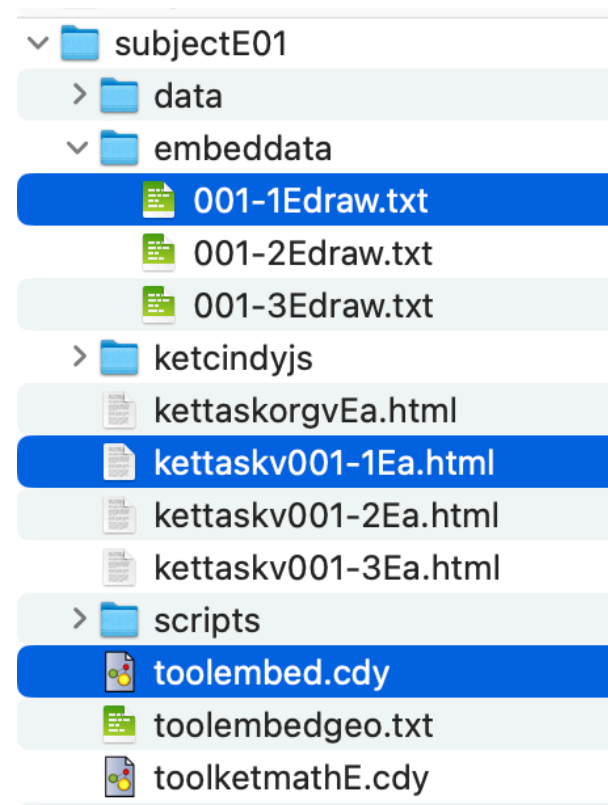 subjectE01
data
embeddata
001-1Edraw.txt
001-2Edraw.txt
001-3Edraw.txt
ketcindyjs
kettaskorgvEa.html
kettaskv001-1Ea.html
kettaskv001-2Ea.html
kettaskv001-3Ea.html
scripts
toolembed.cdy
toolembedgeo.txt
toolketmathE.cdy